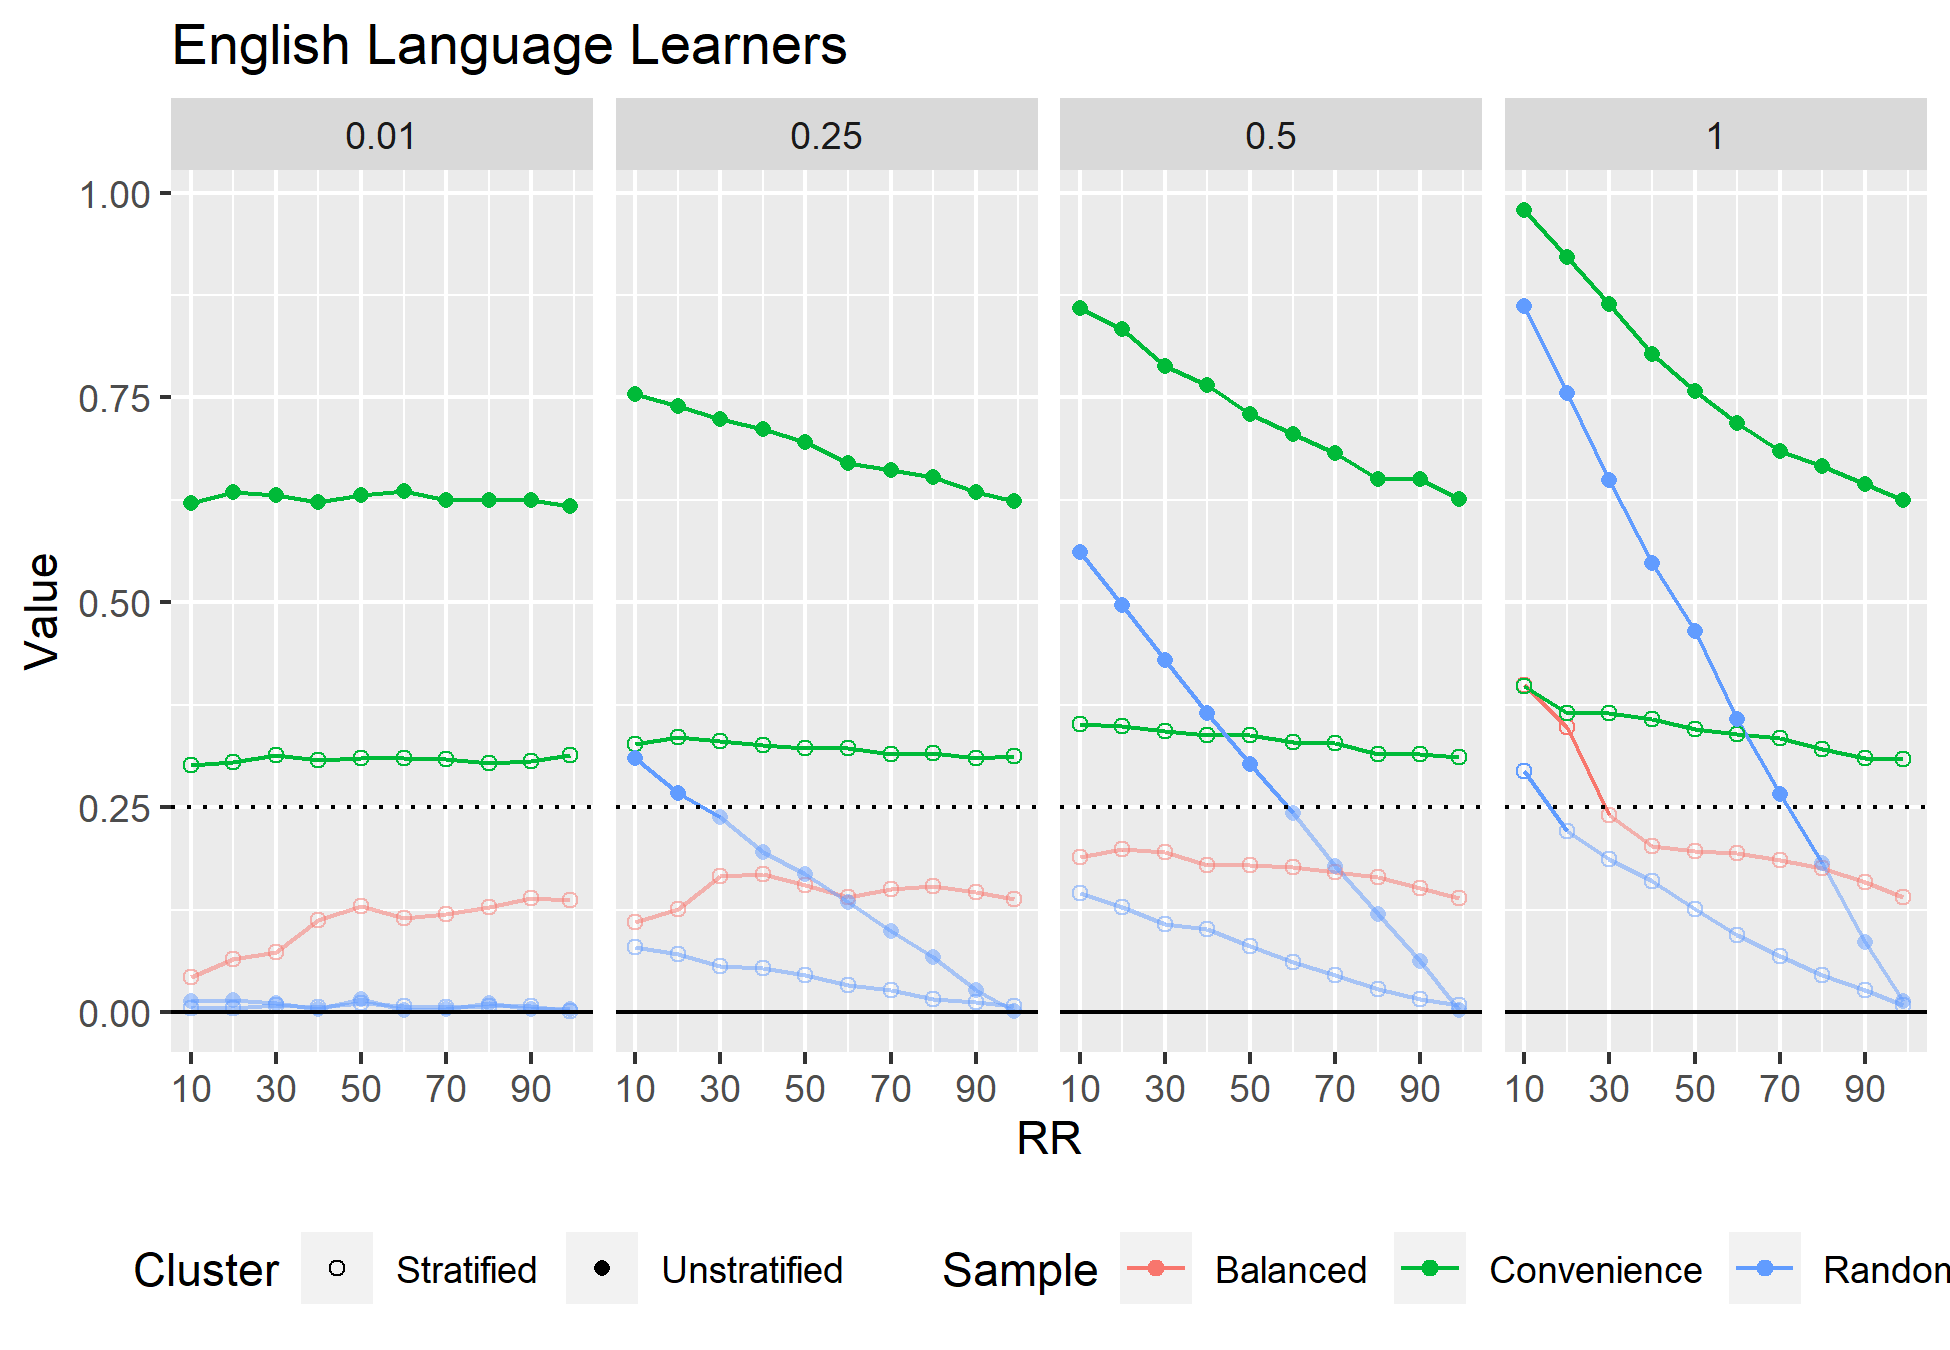 English Language Learners
0.01 0.25 0.5 1
1.00
0.75
0.50
0.25
0.00
Value
10 30 50 70 90 10 30 50 70 90 10 30 50 70 90 10 30 50 70 90
RR
Cluster Stratified Unstratified Sample Balanced Convenience Randon